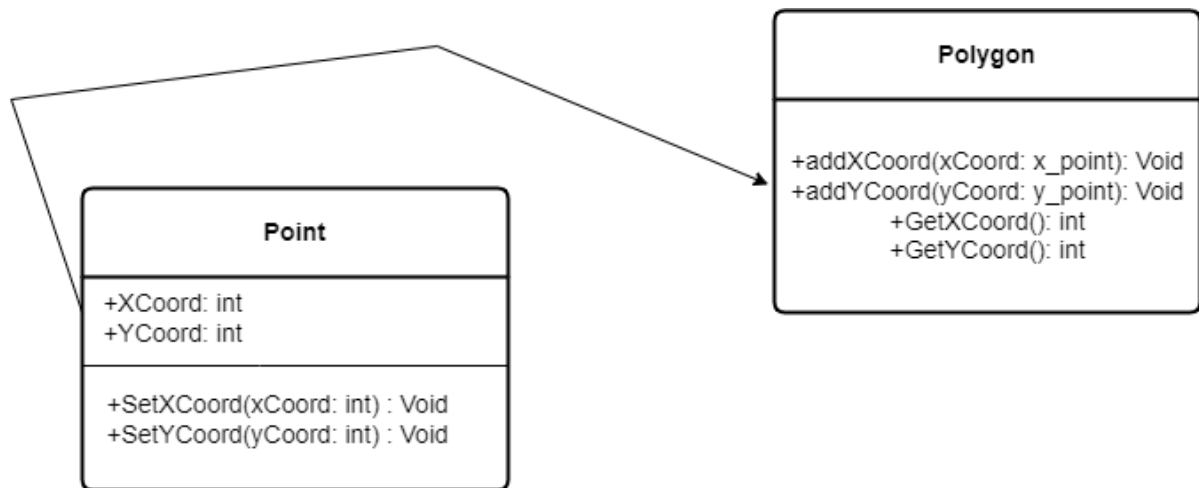 Polygon
+addXCoord(xCoord: x_point): Void
+addYCoord(yCoord: y_point): Void
+GetXCoord(): int
+GetYCoord(): int
Point
+XCoord: int
+YCoord: int
+SetXCoord(xCoord: int) : Void
+SetYCoord(yCoord: int) : Void